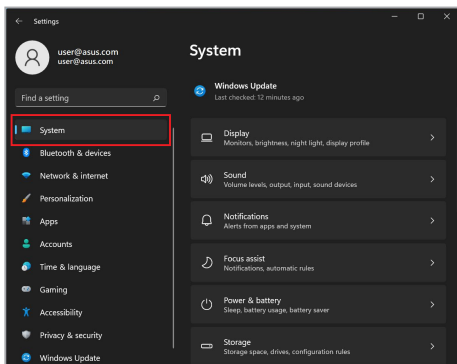 Settings
user@asus.com
user@asus.com
Find a setting
System
Bluetooth & devices
Network & internet
Personalization
Apps
Accounts
Time & language
Gaming
Accessibility
Privacy & security
Windows Update
System
Windows Update
Last checked: 12 minutes ago
Display
Monitors, brightness, night light, display profile
Sound
Volume levels, output, input, sound devices
Notifications
Alerts from apps and system
Focus assist
Notifications, automatic rules
Power & battery
Sleep, battery usage, battery saver
Storage
Storage space, drives, configuration rules